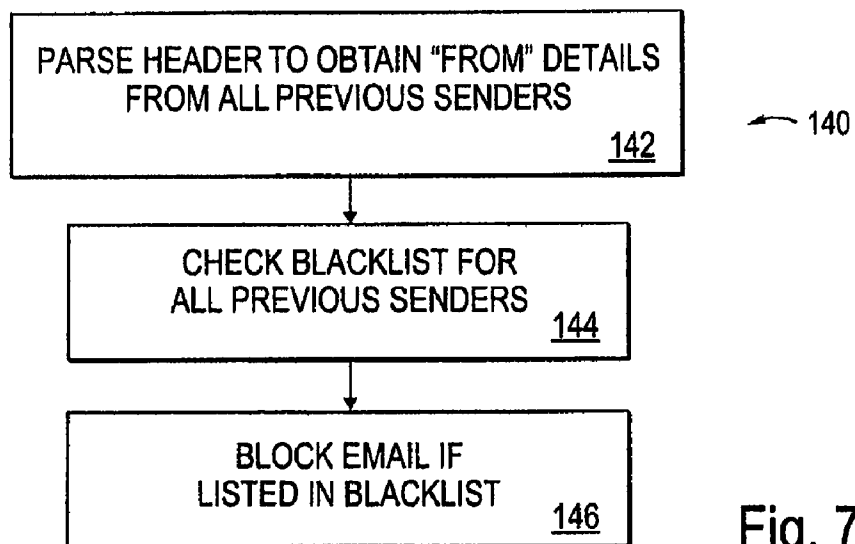 PARSE HEADER TO OBTAIN "FROM" DETAILS
FROM ALL PREVIOUS SENDERS
142
140
CHECK BLACKLIST FOR
ALL PREVIOUS SENDERS
144
BLOCK EMAIL IF
LISTED IN BLACKLIST
146
Fig. 7